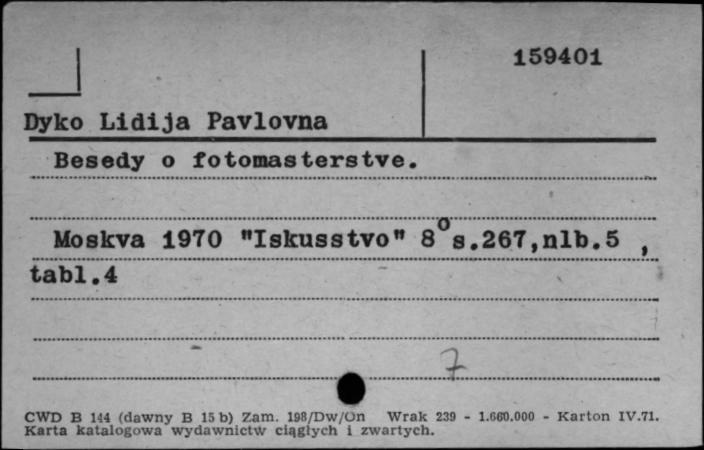 159401
Dyko Lidija Pavlovna
Besedy o fotomasterstve.
Moskva 1970 "Iskusstvo" 8° s.267,nlb.5 ,
tabl.4
7
CWD B 144 (dawny B 15 b) Zam. 198/Dw/Un Wrak 239 - 1.660.000 - Karton IV.71.
Karta katalogowa wydawnictw ciągłych i zwartych.